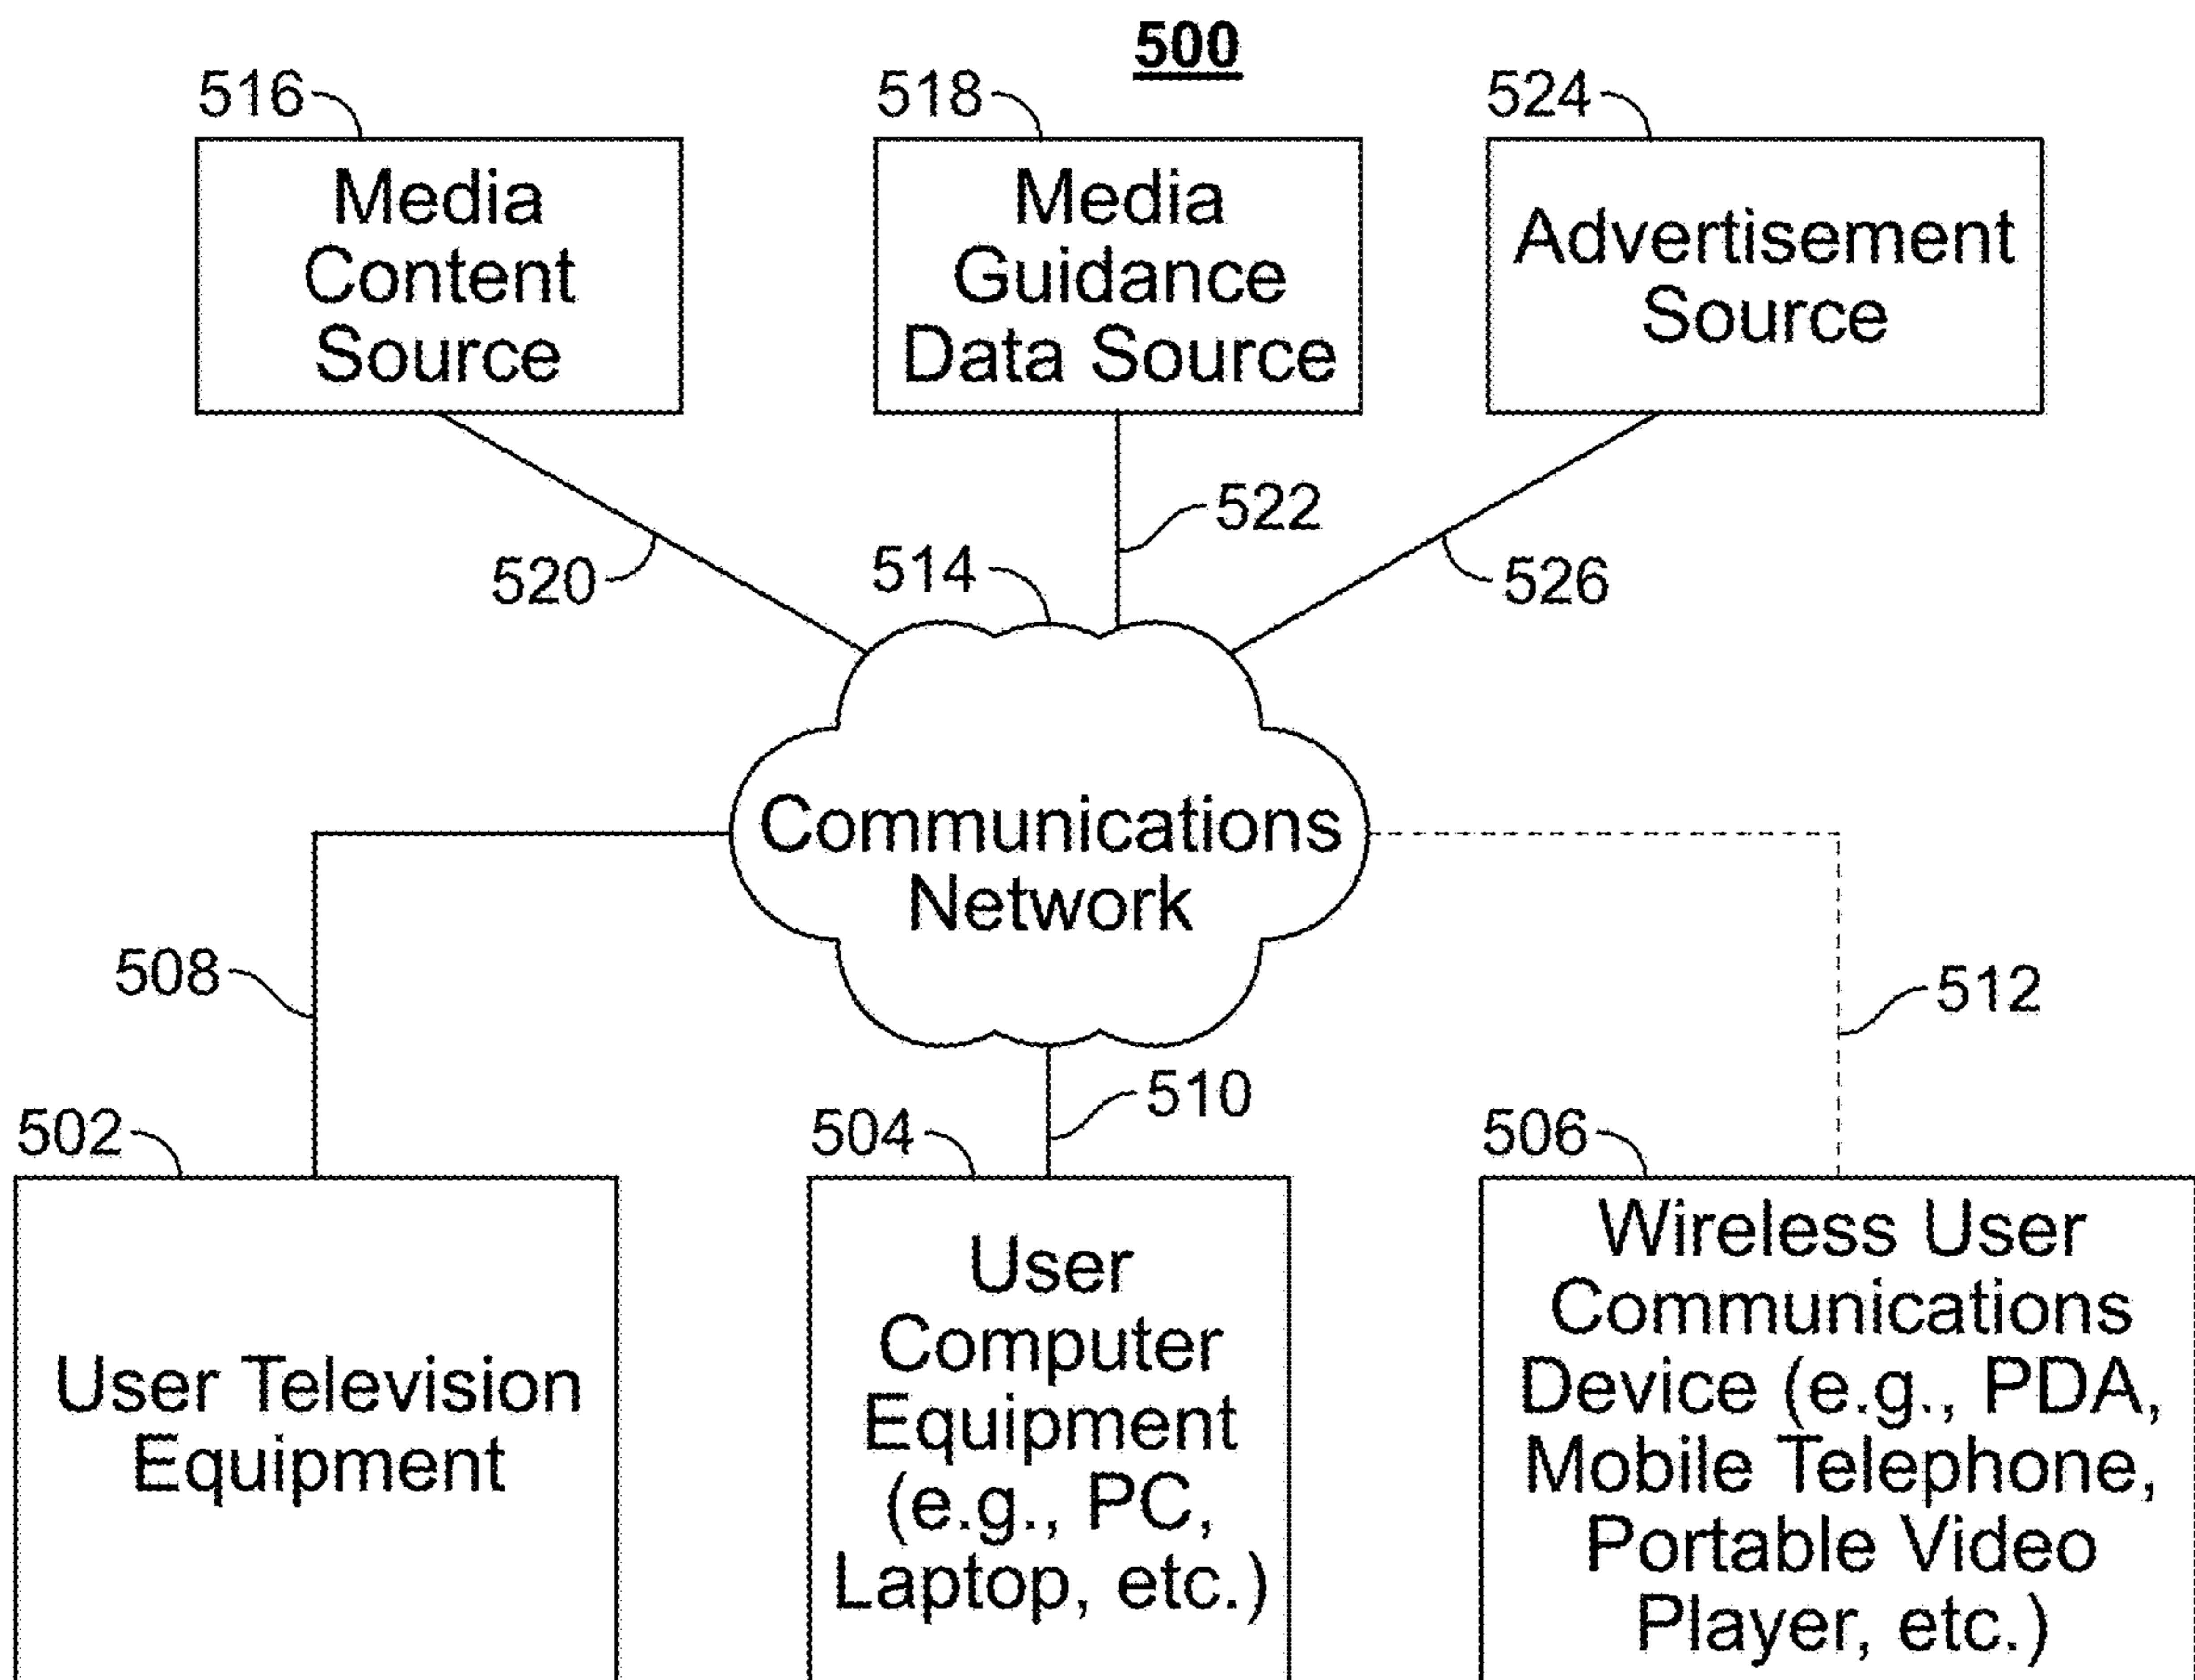 500
516
518
524
Media
Content
Source
Media
Guidance
Data Source
Advertisement
Source
520
514
522
526
Communications
Network
508
512
510
502
504
506
User Television
Equipment
User
Computer
Equipment
(e.g., PC,
Laptop, etc.)
Wireless User
Communications
Device (e.g., PDA,
Mobile Telephone,
Portable Video
Player, etc.)